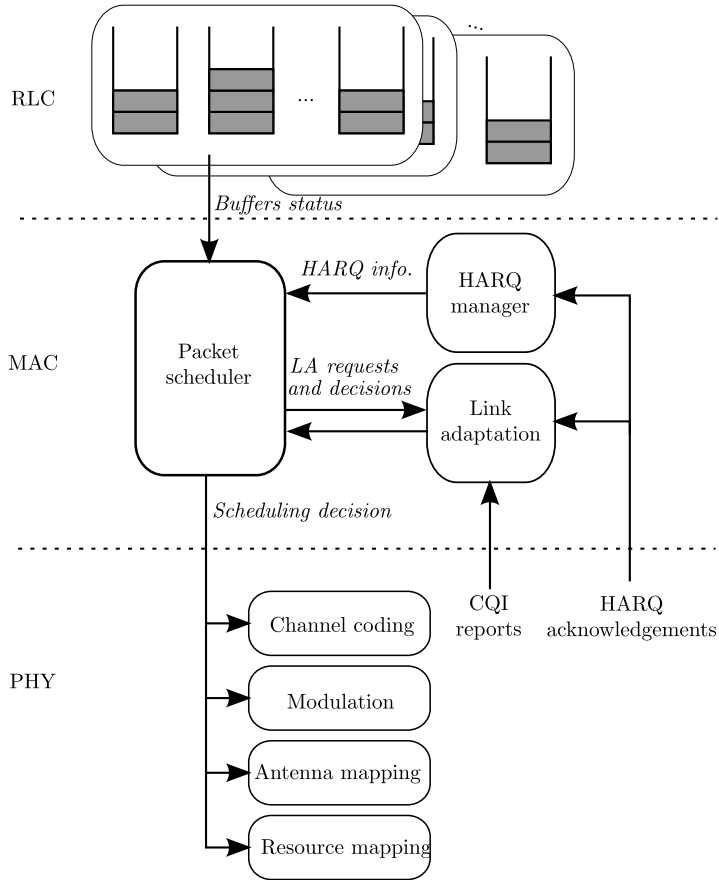 ...
...
RLC
Buffers status
HARQ info.
HARQ
manager
MAC
Packet
scheduler
LA requests
and decisions
Link
adaptation
Scheduling decision
CQI
reports
HARQ
acknowledgements
Channel coding
PHY
Modulation
Antenna mapping
Resource mapping